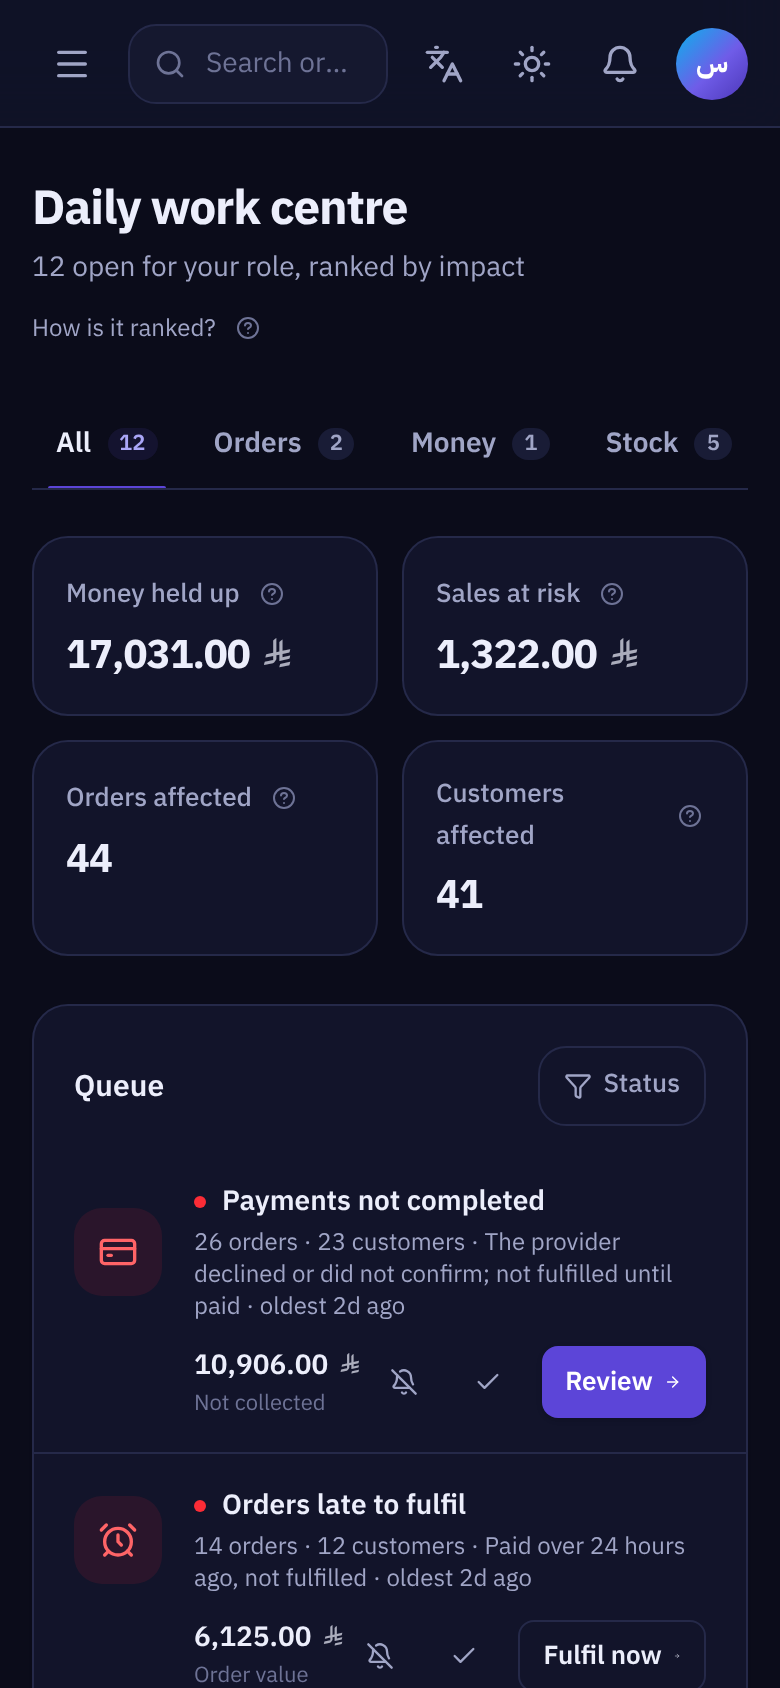 Search or...
س
Daily work centre
12 open for your role, ranked by impact
How is it ranked?
All 12 Orders 2 Money 1 Stock 5
Money held up
17,031.00 ⃁
Sales at risk
1,322.00 ⃁
Orders affected
44
Customers
affected
41
Queue
Status
Payments not completed
26 orders · 23 customers · The provider
declined or did not confirm; not fulfilled until
paid · oldest 2d ago
10,906.00 ⃁
Not collected
Review →
Orders late to fulfil
14 orders · 12 customers · Paid over 24 hours
ago, not fulfilled · oldest 2d ago
6,125.00 ⃁
Order value
Fulfil now